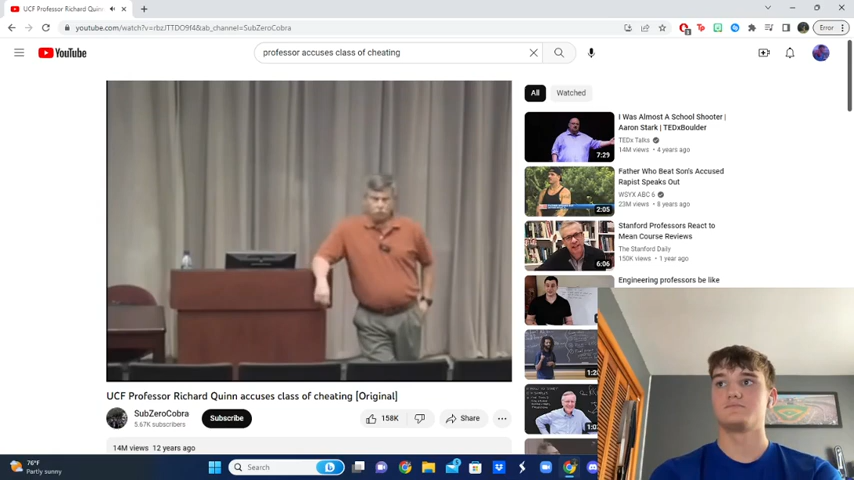 UCF Professor Richard Quinn
youtube.com/watch?v=rbzJTTDO9f4&ab_channel=SubZeroCobra
Error
YouTube
professor accuses class of cheating
All
Watched
I Was Almost A School Shooter |
Aaron Stark | TEDxBoulder
TEDx Talks
14M views • 4 years ago
7:29
Father Who Beat Son's Accused
Rapist Speaks Out
WSYX ABC 6
23M views • 8 years ago
2:05
Stanford Professors React to
Mean Course Reviews
The Stanford Daily
150K views • 1 year ago
6:06
Engineering professors be like
UCF Professor Richard Quinn accuses class of cheating [Original]
SubZeroCobra
5.67K subscribers
Subscribe
158K
Share
14M views 12 years ago
76°F
Partly sunny
Search